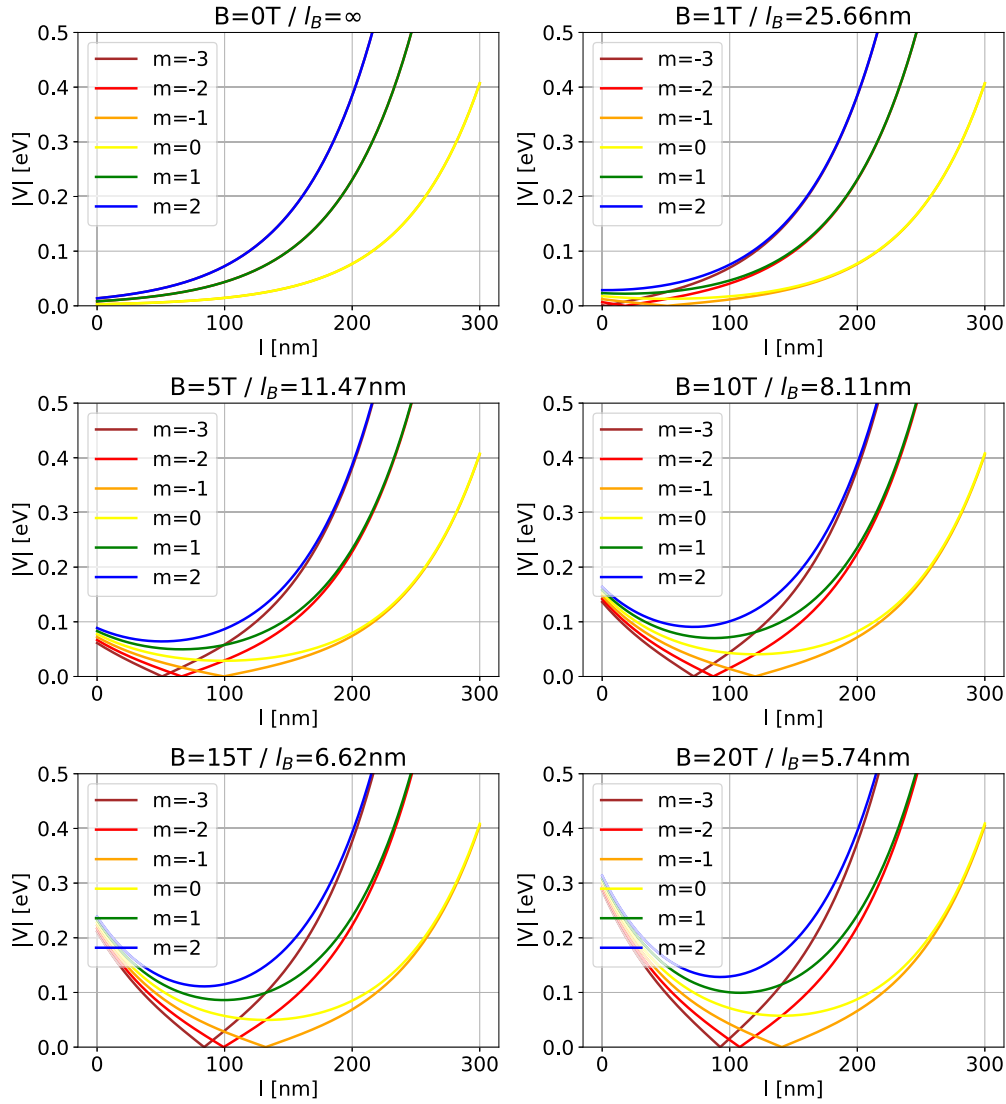 B=0T / l_B=∞
|V| [eV]
0.5
0.4
0.3
0.2
0.1
0.0
m=-3
m=-2
m=-1
m=0
m=1
m=2
0 100 200 300
l [nm]
B=1T / l_B=25.66nm
|V| [eV]
0.5
0.4
0.3
0.2
0.1
0.0
m=-3
m=-2
m=-1
m=0
m=1
m=2
0 100 200 300
l [nm]
B=5T / l_B=11.47nm
|V| [eV]
0.5
0.4
0.3
0.2
0.1
0.0
m=-3
m=-2
m=-1
m=0
m=1
m=2
0 100 200 300
l [nm]
B=10T / l_B=8.11nm
|V| [eV]
0.5
0.4
0.3
0.2
0.1
0.0
m=-3
m=-2
m=-1
m=0
m=1
m=2
0 100 200 300
l [nm]
B=15T / l_B=6.62nm
|V| [eV]
0.5
0.4
0.3
0.2
0.1
0.0
m=-3
m=-2
m=-1
m=0
m=1
m=2
0 100 200 300
l [nm]
B=20T / l_B=5.74nm
|V| [eV]
0.5
0.4
0.3
0.2
0.1
0.0
m=-3
m=-2
m=-1
m=0
m=1
m=2
0 100 200 300
l [nm]